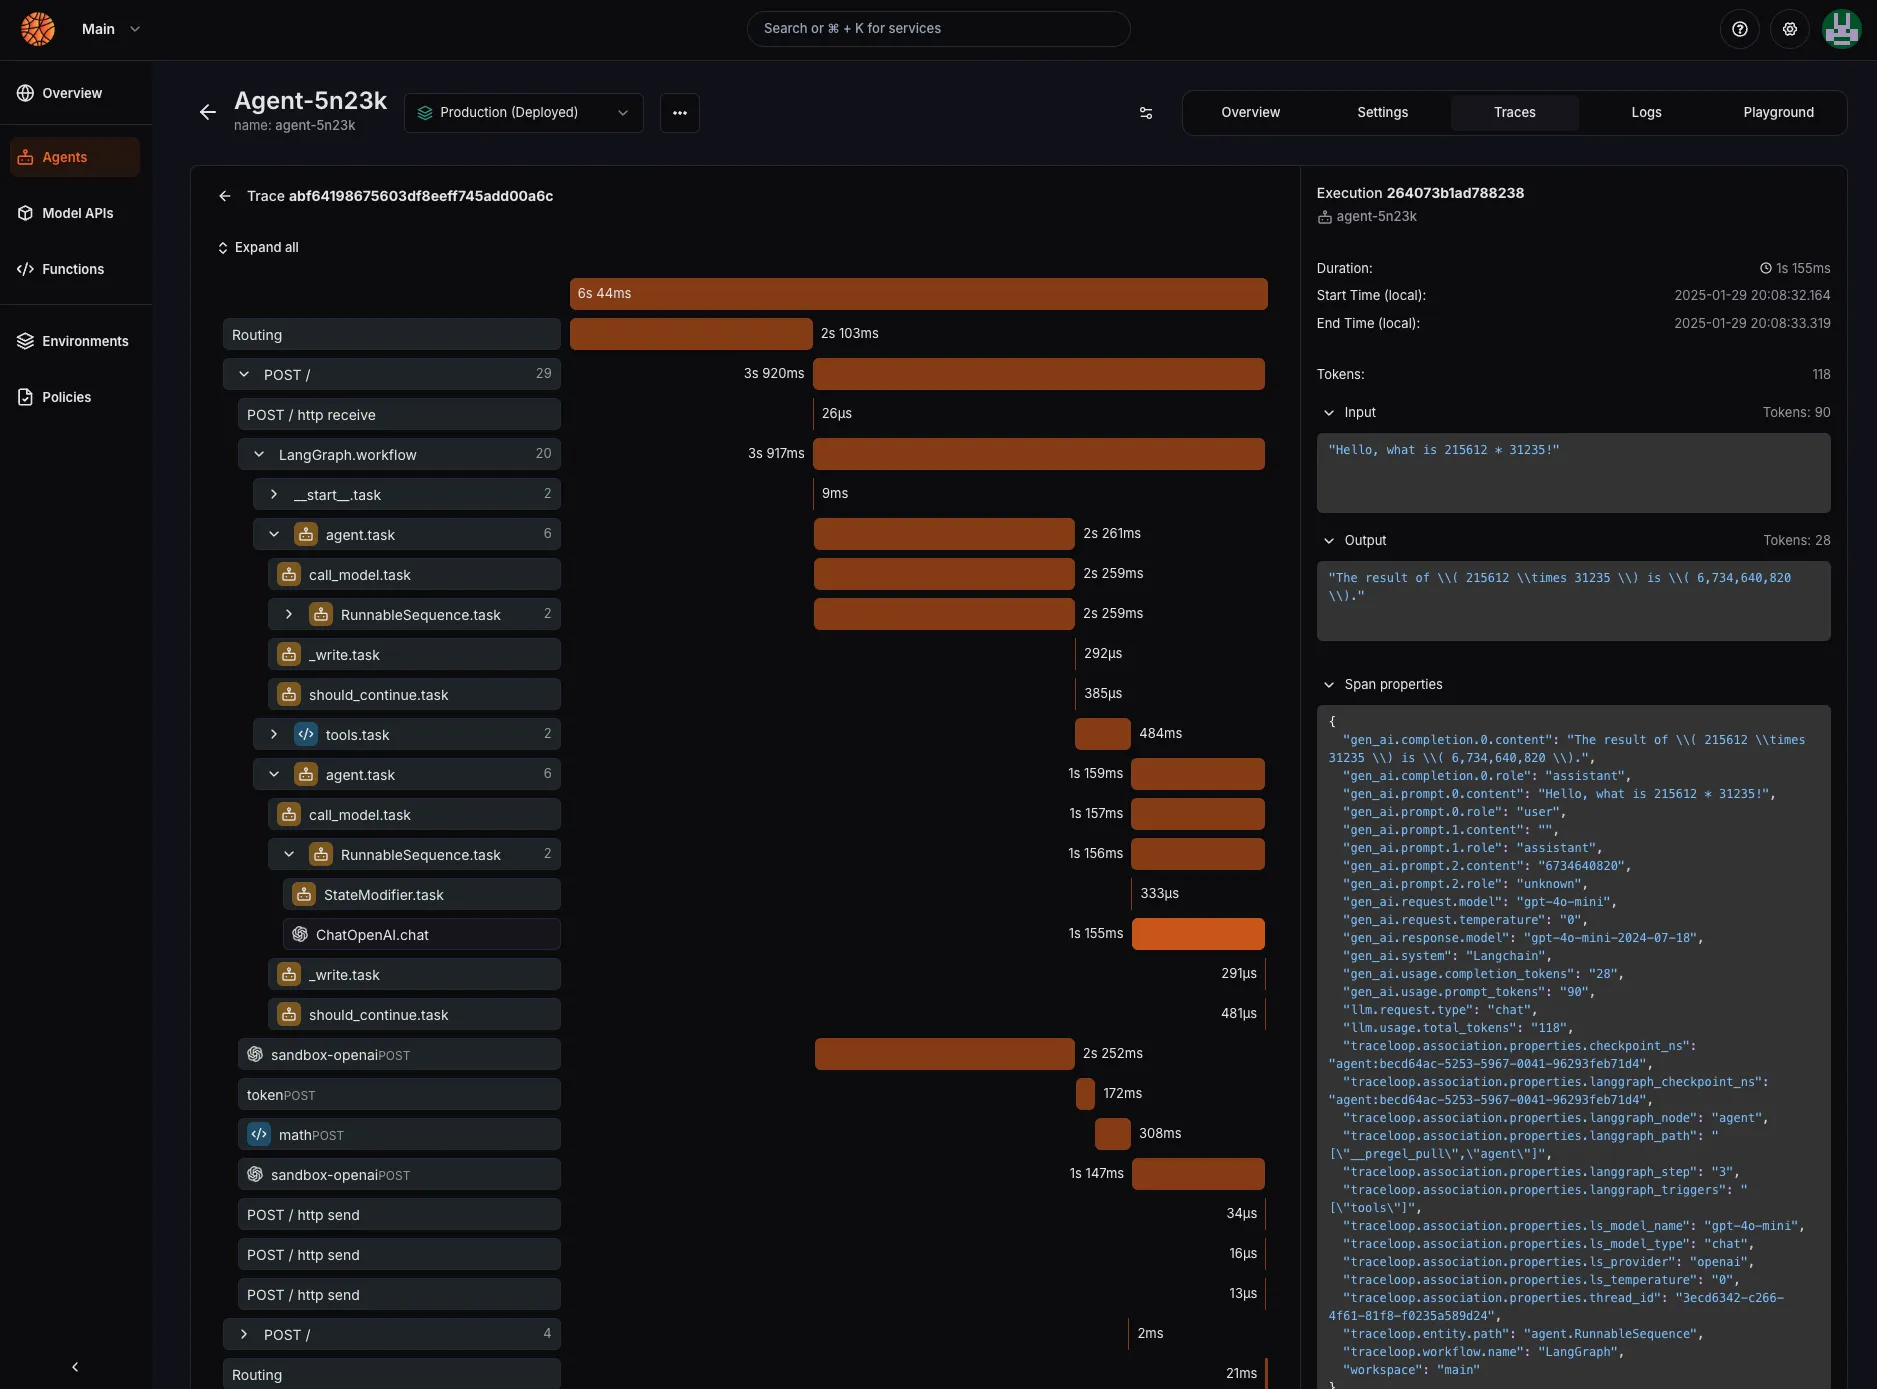 Main
Search or ⌘ + K for services
Overview
Agents
Model APIs
Functions
Environments
Policies
Agent-5n23k
name: agent-5n23k
Production (Deployed)
Overview
Settings
Traces
Logs
Playground
Trace abf64198675603df8eeff745add00a6c
Expand all
6s 44ms
Routing
2s 103ms
POST /
29
3s 920ms
POST / http receive
26µs
LangGraph.workflow
20
3s 917ms
__start__.task
2
9ms
agent.task
6
2s 261ms
call_model.task
2s 259ms
RunnableSequence.task
2
2s 259ms
_write.task
292µs
should_continue.task
385µs
tools.task
2
484ms
agent.task
6
1s 159ms
call_model.task
1s 157ms
RunnableSequence.task
2
1s 156ms
StateModifier.task
333µs
ChatOpenAI.chat
1s 155ms
_write.task
291µs
should_continue.task
481µs
sandbox-openaiPOST
2s 252ms
tokenPOST
172ms
mathPOST
308ms
sandbox-openaiPOST
1s 147ms
POST / http send
34µs
POST / http send
16µs
POST / http send
13µs
POST /
4
2ms
Routing
21ms
Execution 264073b1ad788238
agent-5n23k
Duration:
1s 155ms
Start Time (local):
2025-01-29 20:08:32.164
End Time (local):
2025-01-29 20:08:33.319
Tokens:
118
Input
Tokens: 90
"Hello, what is 215612 * 31235!"
Output
Tokens: 28
"The result of \\( 215612 \\times 31235 \\) is \\( 6,734,640,820
\\)."
Span properties
{
"gen_ai.completion.0.content": "The result of \\( 215612 \\times
31235 \\) is \\( 6,734,640,820 \\).",
"gen_ai.completion.0.role": "assistant",
"gen_ai.prompt.0.content": "Hello, what is 215612 * 31235!",
"gen_ai.prompt.0.role": "user",
"gen_ai.prompt.1.content": "",
"gen_ai.prompt.1.role": "assistant",
"gen_ai.prompt.2.content": "6734640820",
"gen_ai.prompt.2.role": "unknown",
"gen_ai.request.model": "gpt-4o-mini",
"gen_ai.request.temperature": "0",
"gen_ai.response.model": "gpt-4o-mini-2024-07-18",
"gen_ai.system": "Langchain",
"gen_ai.usage.completion_tokens": "28",
"gen_ai.usage.prompt_tokens": "90",
"llm.request.type": "chat",
"llm.usage.total_tokens": "118",
"traceloop.association.properties.checkpoint_ns":
"agent:becd64ac-5253-5967-0041-96293feb71d4",
"traceloop.association.properties.langgraph_checkpoint_ns":
"agent:becd64ac-5253-5967-0041-96293feb71d4",
"traceloop.association.properties.langgraph_node": "agent",
"traceloop.association.properties.langgraph_path": "
[\"__pregel_pull\",\"agent\"]",
"traceloop.association.properties.langgraph_step": "3",
"traceloop.association.properties.langgraph_triggers": "
[\"tools\"]",
"traceloop.association.properties.ls_model_name": "gpt-4o-mini",
"traceloop.association.properties.ls_model_type": "chat",
"traceloop.association.properties.ls_provider": "openai",
"traceloop.association.properties.ls_temperature": "0",
"traceloop.association.properties.thread_id": "3ecd6342-c266-
4f61-81f8-f0235a589d24",
"traceloop.entity.path": "agent.RunnableSequence",
"traceloop.workflow.name": "LangGraph",
"workspace": "main"
}